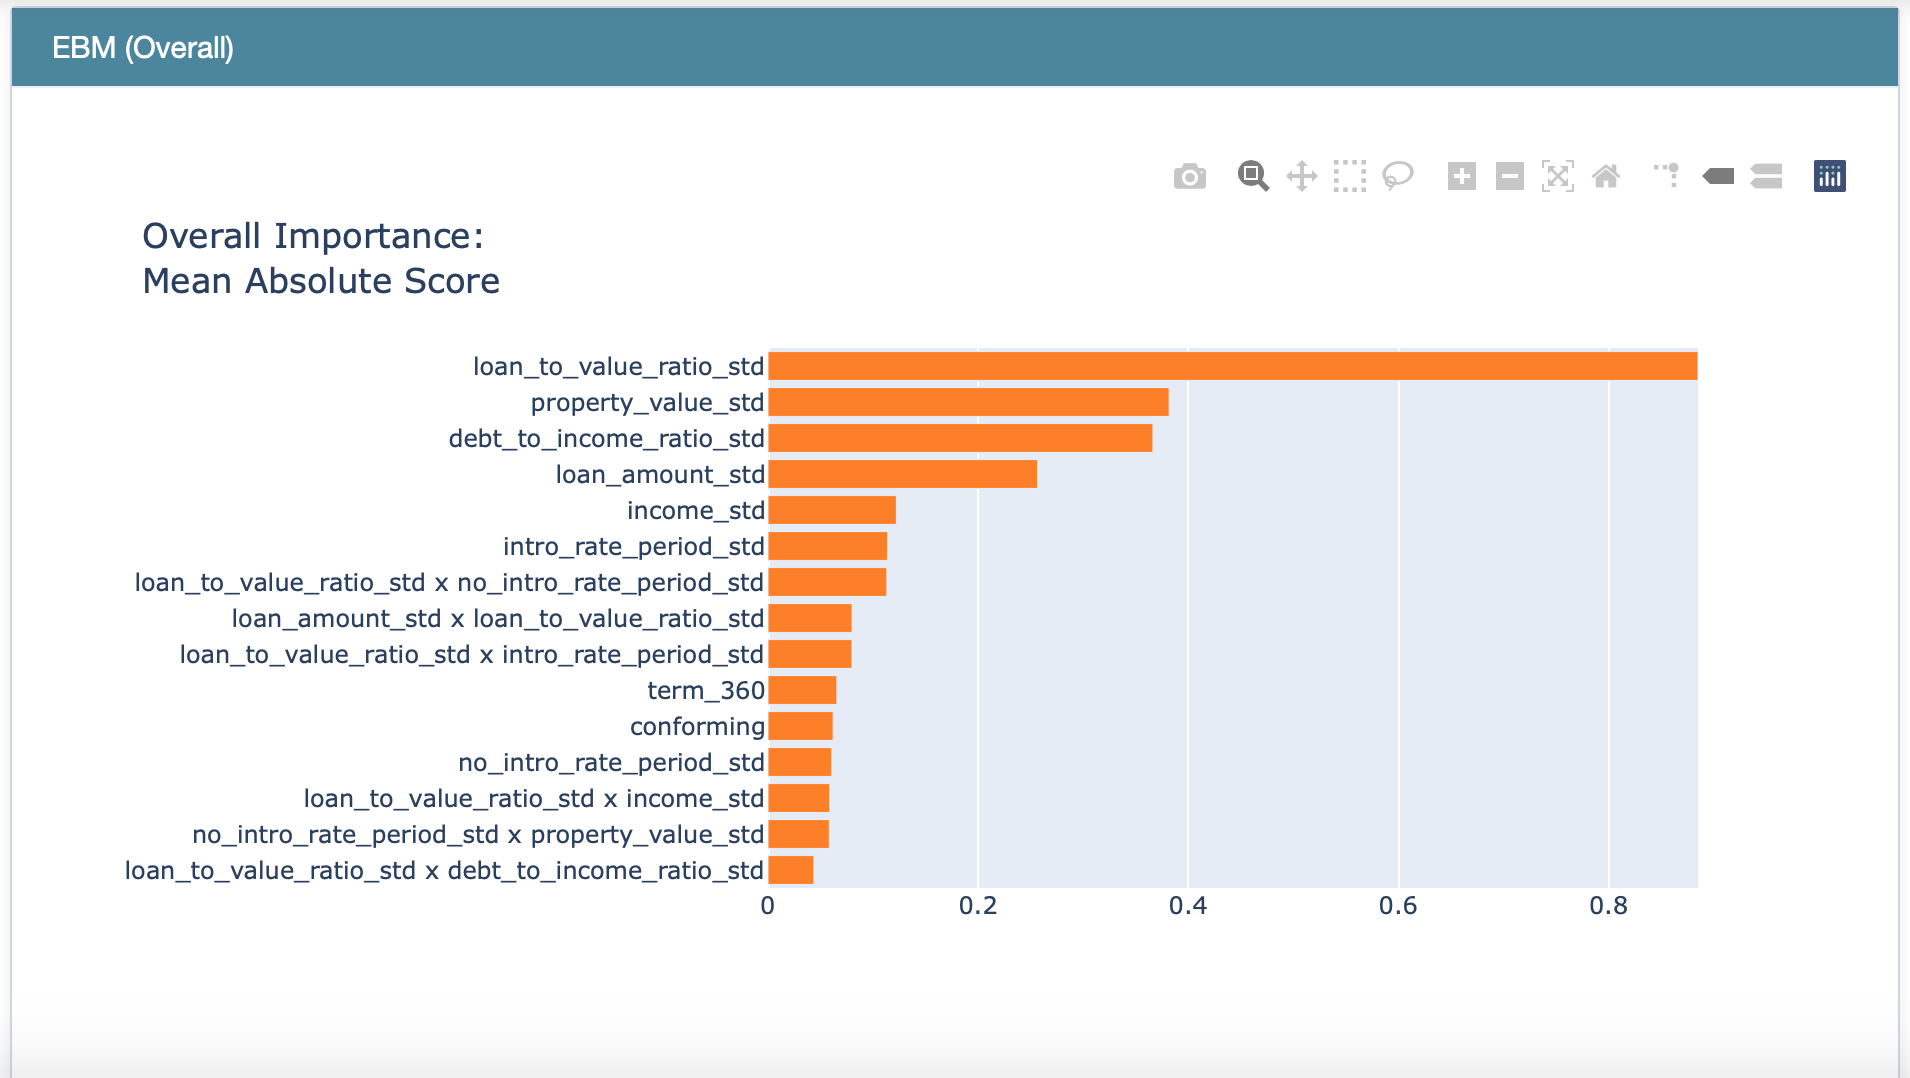 EBM (Overall)
Overall Importance:
Mean Absolute Score
loan_to_value_ratio_std
property_value_std
debt_to_income_ratio_std
loan_amount_std
income_std
intro_rate_period_std
loan_to_value_ratio_std x no_intro_rate_period_std
loan_amount_std x loan_to_value_ratio_std
loan_to_value_ratio_std x intro_rate_period_std
term_360
conforming
no_intro_rate_period_std
loan_to_value_ratio_std x income_std
no_intro_rate_period_std x property_value_std
loan_to_value_ratio_std x debt_to_income_ratio_std
0 0.2 0.4 0.6 0.8